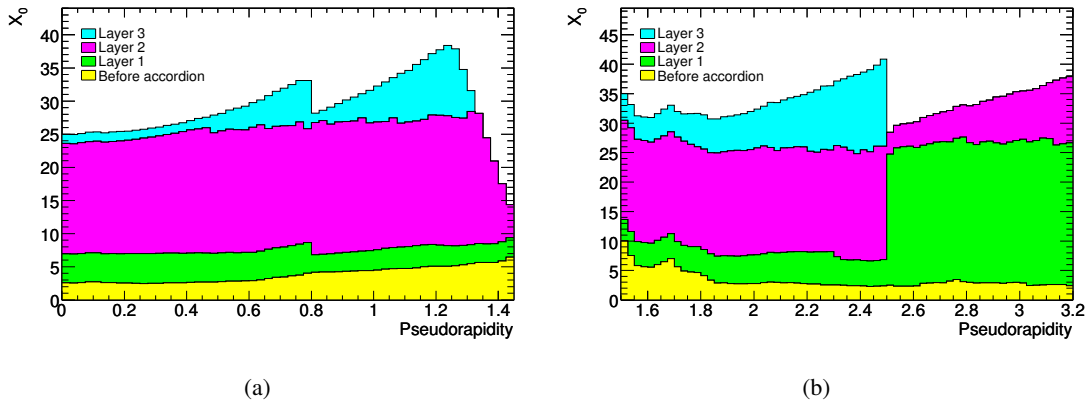 X0
40
35
30
25
20
15
10
5
0
Layer 3
Layer 2
Layer 1
Before accordion
0 0.2 0.4 0.6 0.8 1 1.2 1.4
Pseudorapidity
(a)
X0
45
40
35
30
25
20
15
10
5
0
Layer 3
Layer 2
Layer 1
Before accordion
1.6 1.8 2 2.2 2.4 2.6 2.8 3 3.2
Pseudorapidity
(b)